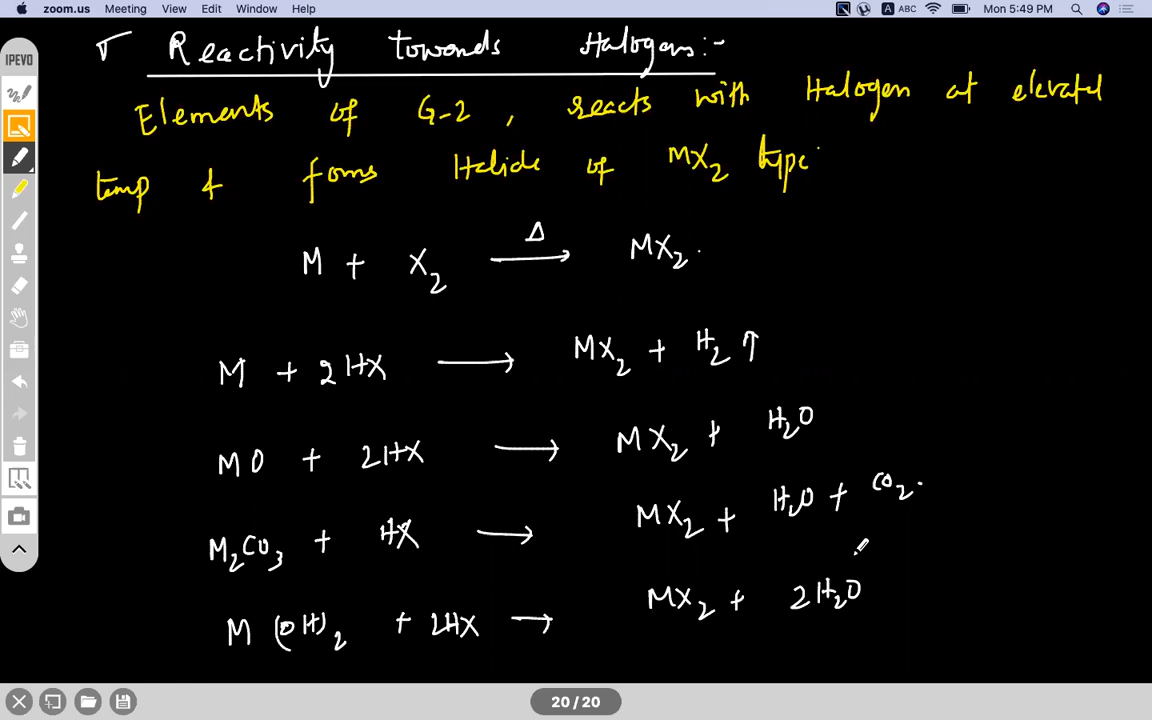 zoom.us Meeting View Edit Window Help A ABC Mon 5:49 PM
IPEVO
Reactivity towards Halogens:-
Elements of G-2, reacts with Halogen at elevated
temp & forms Halide of MX2 type.
M + X2 —Δ→ MX2.
M + 2HX ⟶ MX2 + H2 ↑
MO + 2HX ⟶ MX2 + H2O
M2CO3 + HX ⟶ MX2 + H2O + CO2.
M(OH)2 + 2HX ⟶ MX2 + 2H2O
20/20